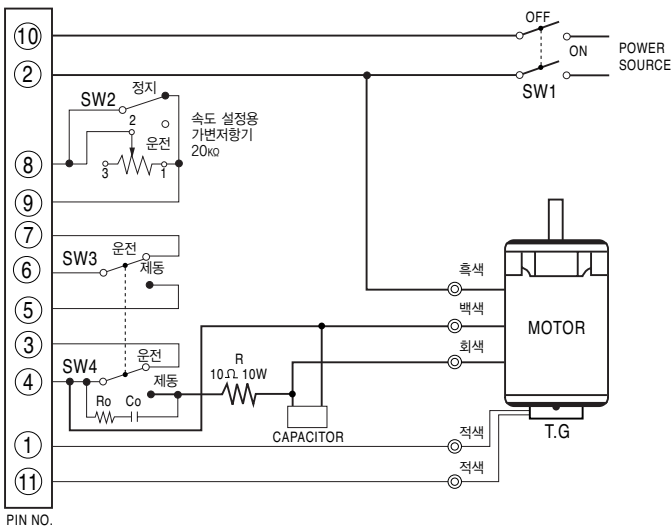 OFF
ON
POWER
SOURCE
SW1
10
2
SW2
정지
2
운전
3
1
속도 설정용
가변저항기
20KΩ
8
9
7
6
SW3
운전
제동
5
3
4
SW4
운전
제동
Ro
Co
R
10Ω 10W
CAPACITOR
흑색
백색
회색
MOTOR
적색
적색
T.G
1
11
PIN NO.